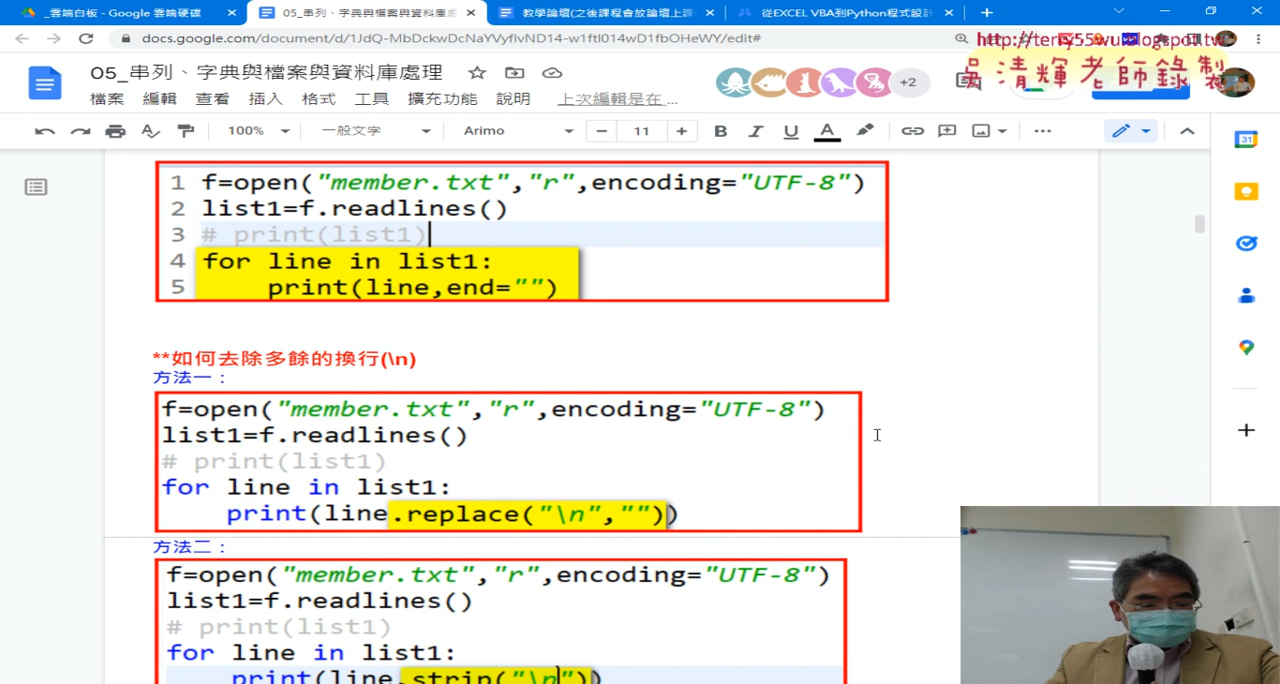 _雲端白板 - Google 雲端硬碟
05_串列、字典與檔案與資料庫處
教學論壇(之後課程會放論壇上課
從EXCEL VBA到Python程式設計
docs.google.com/document/d/1JdQ-MbDckwDcNaYVyflvND14-w1ftl014wD1fbOHeWY/edit#
http://terry55wu.blogspot.tw
吳清輝老師錄製
05_串列、字典與檔案與資料庫處理
檔案 編輯 查看 插入 格式 工具 擴充功能 說明 上次編輯是在 ...
+2
100% 一般文字 Arimo 11 B I U A
31
1 f=open("member.txt","r",encoding="UTF-8")
2 list1=f.readlines()
3 # print(list1)
4 for line in list1:
5 print(line,end="")
**如何去除多餘的換行(\n)
方法一：
f=open("member.txt","r",encoding="UTF-8")
list1=f.readlines()
# print(list1)
for line in list1:
print(line.replace("\n",""))
方法二：
f=open("member.txt","r",encoding="UTF-8")
list1=f.readlines()
# print(list1)
for line in list1:
print(line.strip("\n"))